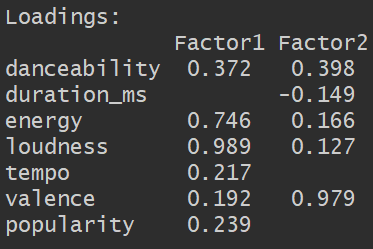 Loadings:
             Factor1 Factor2
danceability  0.372   0.398
duration_ms          -0.149
energy        0.746   0.166
loudness      0.989   0.127
tempo         0.217
valence       0.192   0.979
popularity    0.239